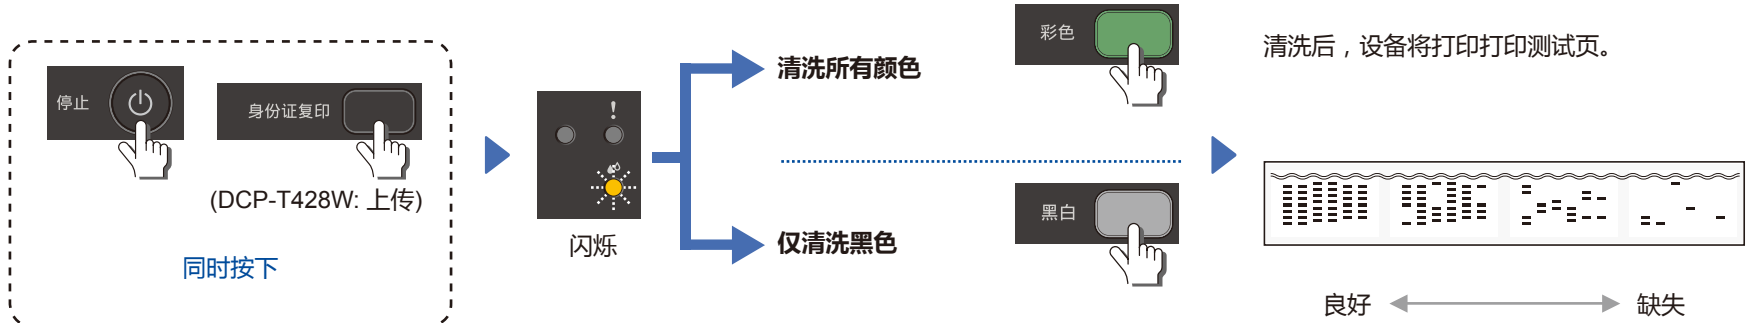 停止
身份证复印
(DCP-T428W: 上传)
同时按下
!
闪烁
清洗所有颜色
彩色
仅清洗黑色
黑白
清洗后，设备将打印打印测试页。
良好
缺失